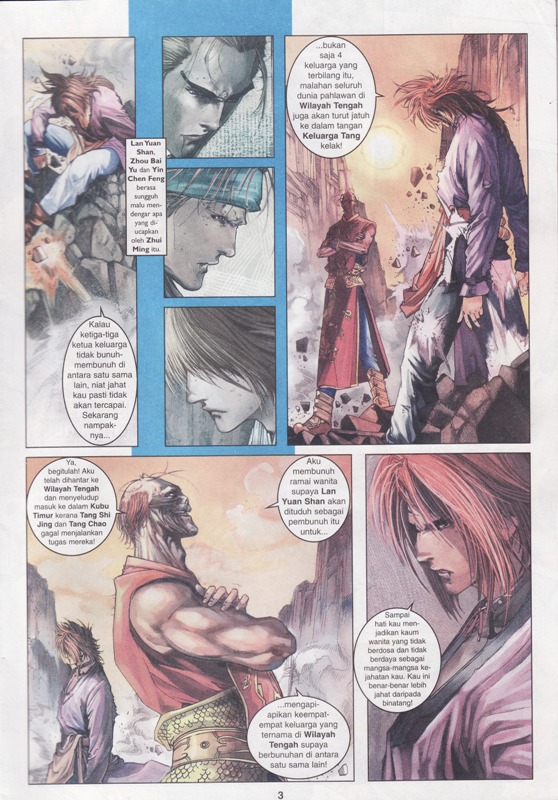 Kalau
ketiga-tiga
ketua keluarga
tidak bunuh-
membunuh di
antara satu sama
lain, niat jahat
kau pasti tidak
akan tercapai.
Sekarang
nampak-
nya...
Lan Yuan
Shan,
Zhou Bai
Yu dan Yin
Chen Feng
berasa
sungguh
malu men-
dengar apa
yang di-
ucapkan
oleh Zhui
Ming itu.
...bukan
saja 4
keluarga yang
terbilang itu,
malahan seluruh
dunia pahlawan di
Wilayah Tengah
juga akan turut jatuh
ke dalam tangan
Keluarga Tang
kelak!
Ya,
begitulah! Aku
telah dihantar ke
Wilayah Tengah
dan menyeludup
masuk ke dalam Kubu
Timur kerana Tang Shi
Jing dan Tang Chao
gagal menjalankan
tugas mereka!
Aku
membunuh
ramai wanita
supaya Lan
Yuan Shan akan
dituduh sebagai
pembunuh itu
untuk...
...mengapi-
apikan keempat-
empat keluarga yang
ternama di Wilayah
Tengah supaya
berbunuhan di antara
satu sama lain!
Sampai
hati kau men-
jadikan kaum
wanita yang tidak
berdosa dan tidak
berdaya sebagai
mangsa-mangsa ke-
jahatan kau. Kau ini
benar-benar lebih
jahat daripada
binatang!
3